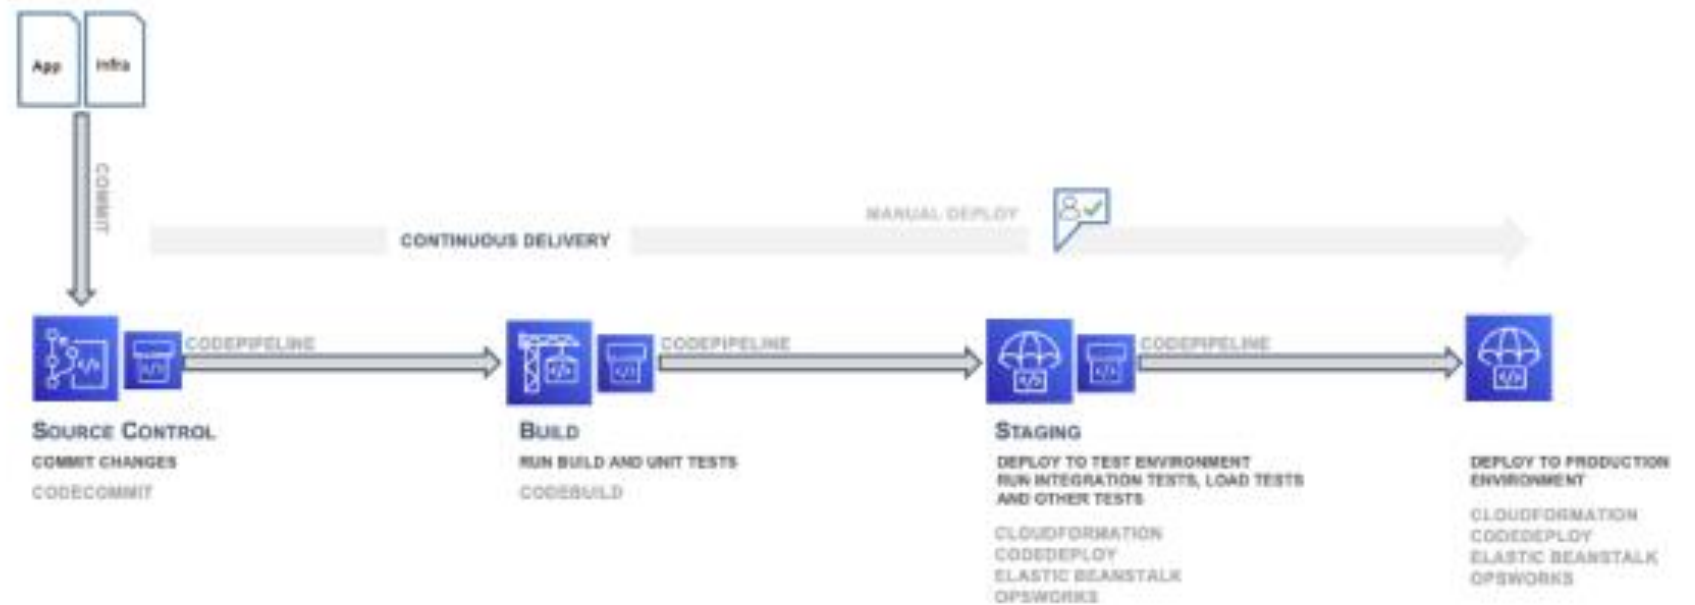 App
Infra
COMMIT
MANUAL DEPLOY
CONTINUOUS DELIVERY
CODEPIPELINE
CODEPIPELINE
CODEPIPELINE
SOURCE CONTROL
COMMIT CHANGES
CODECOMMIT
BUILD
RUN BUILD AND UNIT TESTS
CODEBUILD
STAGING
DEPLOY TO TEST ENVIRONMENT
RUN INTEGRATION TESTS, LOAD TESTS
AND OTHER TESTS
CLOUDFORMATION
CODEDEPLOY
ELASTIC BEANSTALK
OPSWORKS
DEPLOY TO PRODUCTION
ENVIRONMENT
CLOUDFORMATION
CODEDEPLOY
ELASTIC BEANSTALK
OPSWORKS